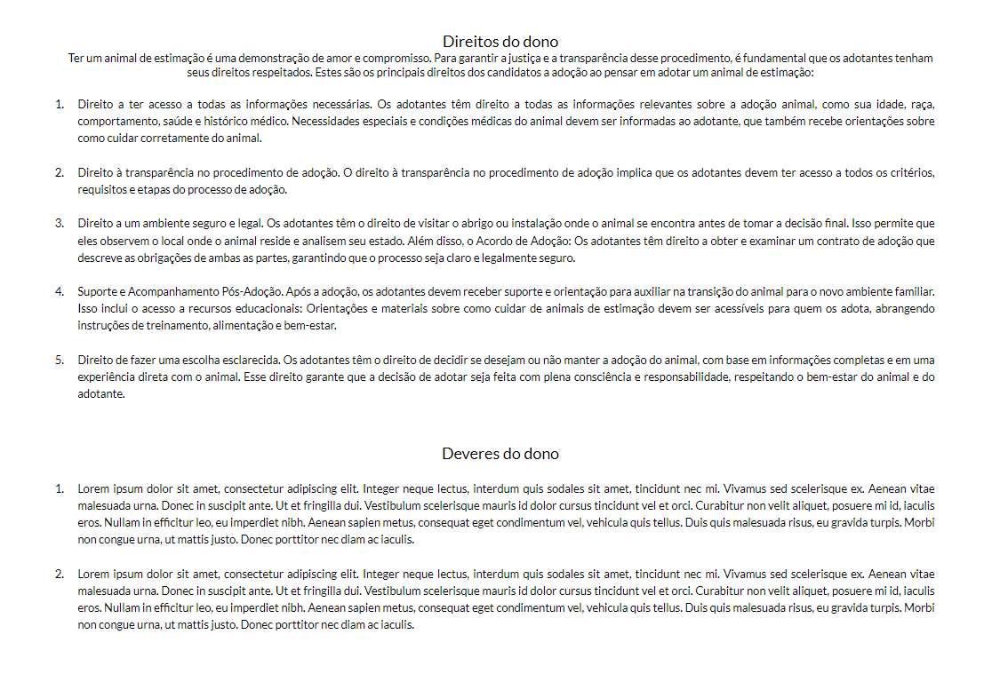 Direitos do dono
Ter um animal de estimação é uma demonstração de amor e compromisso. Para garantir a justiça e a transparência desse procedimento, é fundamental que os adotantes tenham
seus direitos respeitados. Estes são os principais direitos dos candidatos a adoção ao pensar em adotar um animal de estimação:
1. Direito a ter acesso a todas as informações necessárias. Os adotantes têm direito a todas as informações relevantes sobre a adoção animal, como sua idade, raça,
comportamento, saúde e histórico médico. Necessidades especiais e condições médicas do animal devem ser informadas ao adotante, que também recebe orientações sobre
como cuidar corretamente do animal.
2. Direito à transparência no procedimento de adoção. O direito à transparência no procedimento de adoção implica que os adotantes devem ter acesso a todos os critérios,
requisitos e etapas do processo de adoção.
3. Direito a um ambiente seguro e legal. Os adotantes têm o direito de visitar o abrigo ou instalação onde o animal se encontra antes de tomar a decisão final. Isso permite que
eles observem o local onde o animal reside e analisem seu estado. Além disso, o Acordo de Adoção: Os adotantes têm direito a obter e examinar um contrato de adoção que
descreve as obrigações de ambas as partes, garantindo que o processo seja claro e legalmente seguro.
4. Suporte e Acompanhamento Pós-Adoção. Após a adoção, os adotantes devem receber suporte e orientação para auxiliar na transição do animal para o novo ambiente familiar.
Isso inclui o acesso a recursos educacionais: Orientações e materiais sobre como cuidar de animais de estimação devem ser acessíveis para quem os adota, abrangendo
instruções de treinamento, alimentação e bem-estar.
5. Direito de fazer uma escolha esclarecida. Os adotantes têm o direito de decidir se desejam ou não manter a adoção do animal, com base em informações completas e em uma
experiência direta com o animal. Esse direito garante que a decisão de adotar seja feita com plena consciência e responsabilidade, respeitando o bem-estar do animal e do
adotante.
Deveres do dono
1. Lorem ipsum dolor sit amet, consectetur adipiscing elit. Integer neque lectus, interdum quis sodales sit amet, tincidunt nec mi. Vivamus sed scelerisque ex. Aenean vitae
malesuada urna. Donec in suscipit ante. Ut et fringilla dui. Vestibulum scelerisque mauris id dolor cursus tincidunt vel et orci. Curabitur non velit aliquet, posuere mi id, iaculis
eros. Nullam in efficitur leo, eu imperdiet nibh. Aenean sapien metus, consequat eget condimentum vel, vehicula quis tellus. Duis quis malesuada risus, eu gravida turpis. Morbi
non congue urna, ut mattis justo. Donec porttitor nec diam ac iaculis.
2. Lorem ipsum dolor sit amet, consectetur adipiscing elit. Integer neque lectus, interdum quis sodales sit amet, tincidunt nec mi. Vivamus sed scelerisque ex. Aenean vitae
malesuada urna. Donec in suscipit ante. Ut et fringilla dui. Vestibulum scelerisque mauris id dolor cursus tincidunt vel et orci. Curabitur non velit aliquet, posuere mi id, iaculis
eros. Nullam in efficitur leo, eu imperdiet nibh. Aenean sapien metus, consequat eget condimentum vel, vehicula quis tellus. Duis quis malesuada risus, eu gravida turpis. Morbi
non congue urna, ut mattis justo. Donec porttitor nec diam ac iaculis.